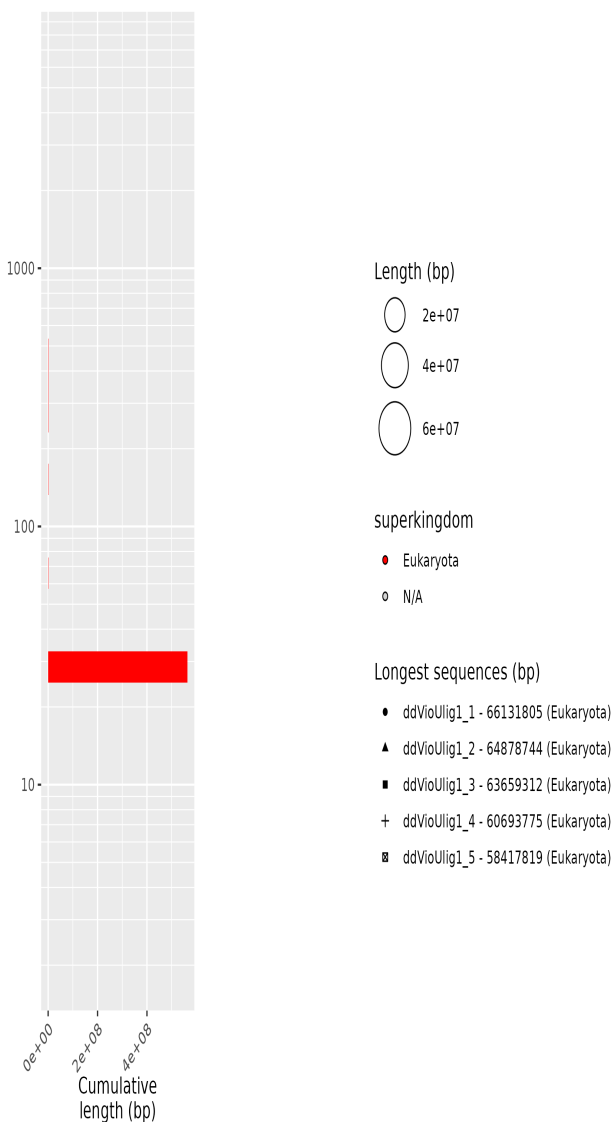 1000
100
10
0e+00
2e+08
4e+08
Cumulative
length (bp)
Length (bp)
2e+07
4e+07
6e+07
superkingdom
Eukaryota
N/A
Longest sequences (bp)
ddVioUlig1_1 - 66131805 (Eukaryota)
ddVioUlig1_2 - 64878744 (Eukaryota)
ddVioUlig1_3 - 63659312 (Eukaryota)
ddVioUlig1_4 - 60693775 (Eukaryota)
ddVioUlig1_5 - 58417819 (Eukaryota)